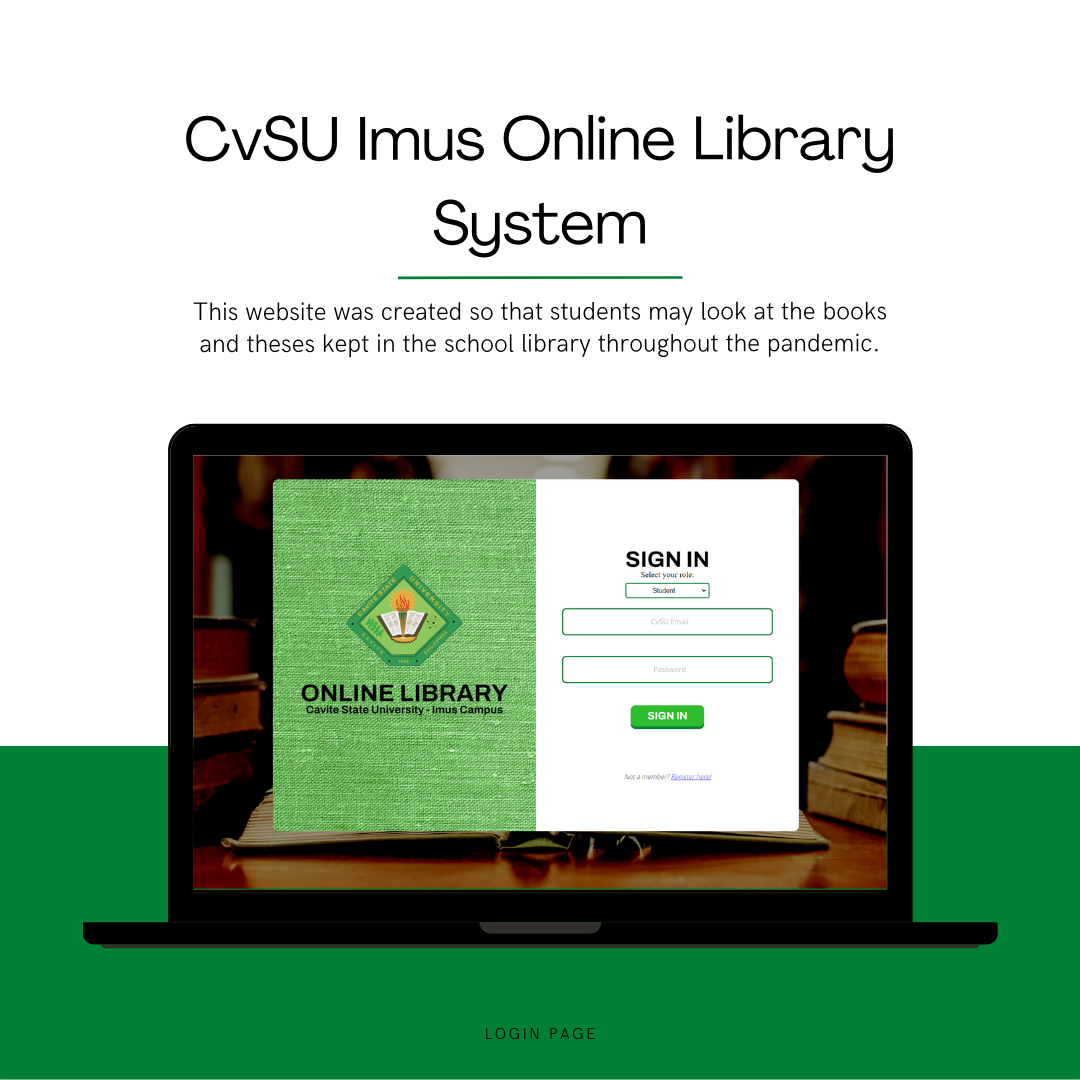 CvSU Imus Online Library
System
This website was created so that students may look at the books
and theses kept in the school library throughout the pandemic.
CAVITE STATE UNIVERSITY
CAVITE
PHILIPPINES
ONLINE LIBRARY
Cavite State University - Imus Campus
SIGN IN
Select your role:
Student
CvSU Email
Password
SIGN IN
Not a member? Register here!
LOGIN PAGE